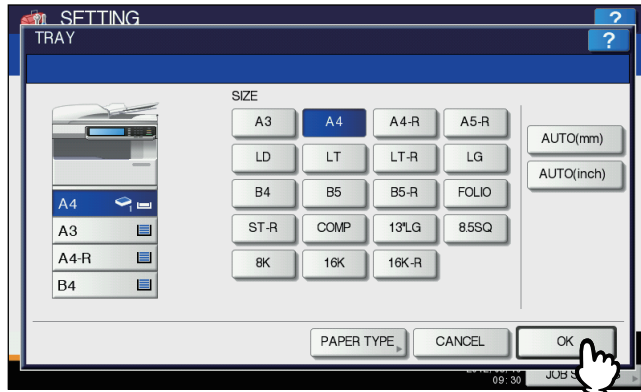 SETTING
?
TRAY
?
SIZE
A3 A4 A4-R A5-R
LD LT LT-R LG
B4 B5 B5-R FOLIO
ST-R COMP 13"LG 8.5SQ
8K 16K 16K-R
AUTO(mm)
AUTO(inch)
A4 1
A3
A4-R
B4
PAPER TYPE CANCEL OK
09:30
JOB